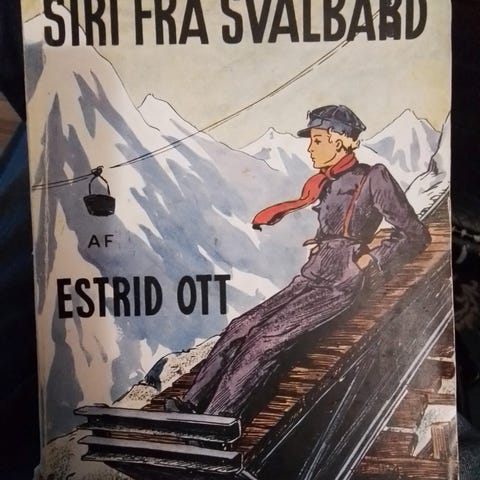 SIRI FRA SVALBARD
AF
ESTRID OTT